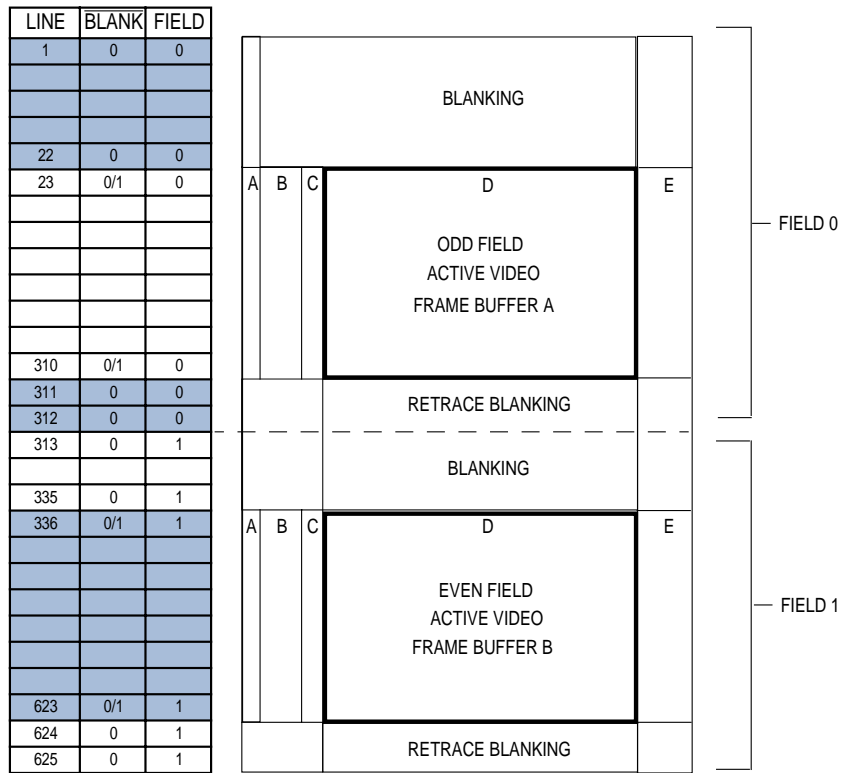 LINE BLANK FIELD
1 0 0
22 0 0
23 0/1 0
310 0/1 0
311 0 0
312 0 0
313 0 1
335 0 1
336 0/1 1
623 0/1 1
624 0 1
625 0 1
BLANKING
A B C D E
ODD FIELD
ACTIVE VIDEO
FRAME BUFFER A
RETRACE BLANKING
BLANKING
A B C D E
EVEN FIELD
ACTIVE VIDEO
FRAME BUFFER B
RETRACE BLANKING
FIELD 0
FIELD 1